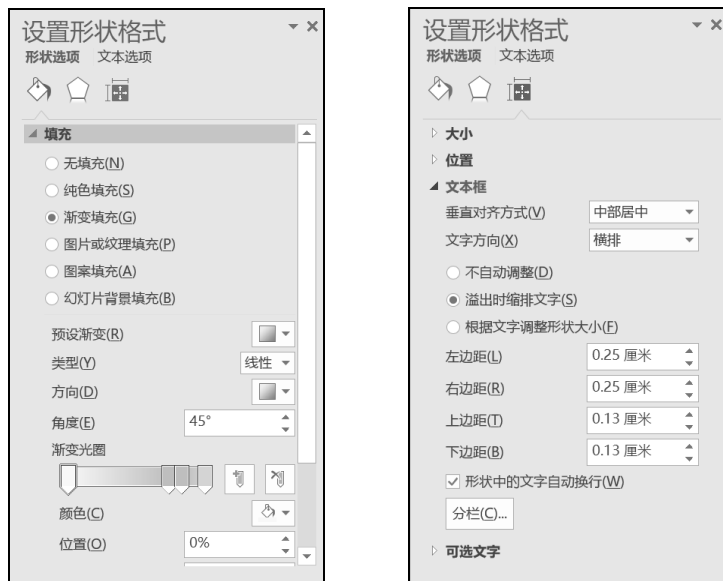 设置形状格式
形状选项 文本选项
填充
无填充(N)
纯色填充(S)
渐变填充(G)
图片或纹理填充(P)
图案填充(A)
幻灯片背景填充(B)
预设渐变(R)
类型(Y) 线性
方向(D)
角度(E) 45°
渐变光圈
颜色(C)
位置(O) 0%
设置形状格式
形状选项 文本选项
大小
位置
文本框
垂直对齐方式(V) 中部居中
文字方向(X) 横排
不自动调整(D)
溢出时缩排文字(S)
根据文字调整形状大小(F)
左边距(L) 0.25 厘米
右边距(R) 0.25 厘米
上边距(T) 0.13 厘米
下边距(B) 0.13 厘米
形状中的文字自动换行(W)
分栏(C)...
可选文字